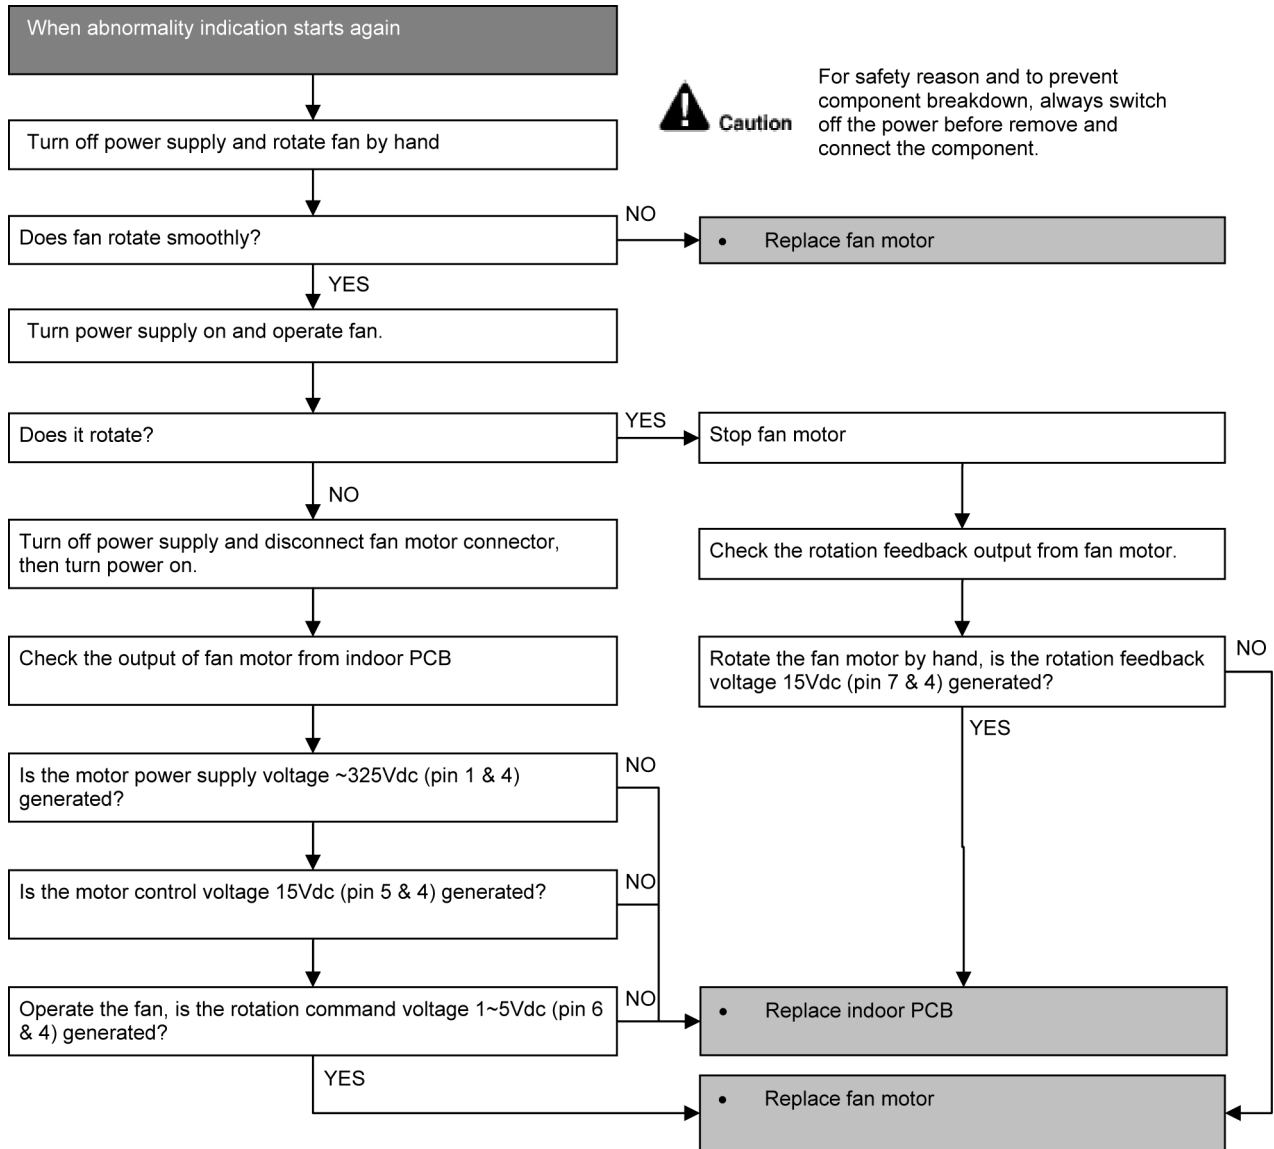 When abnormality indication starts again
Caution
For safety reason and to prevent
component breakdown, always switch
off the power before remove and
connect the component.
Turn off power supply and rotate fan by hand
Does fan rotate smoothly?
NO
• Replace fan motor
YES
Turn power supply on and operate fan.
Does it rotate?
YES
Stop fan motor
NO
Turn off power supply and disconnect fan motor connector,
then turn power on.
Check the rotation feedback output from fan motor.
Check the output of fan motor from indoor PCB
Rotate the fan motor by hand, is the rotation feedback
voltage 15Vdc (pin 7 & 4) generated?
NO
YES
Is the motor power supply voltage ~325Vdc (pin 1 & 4)
generated?
NO
Is the motor control voltage 15Vdc (pin 5 & 4) generated?
NO
Operate the fan, is the rotation command voltage 1~5Vdc (pin 6
& 4) generated?
NO
• Replace indoor PCB
YES
• Replace fan motor